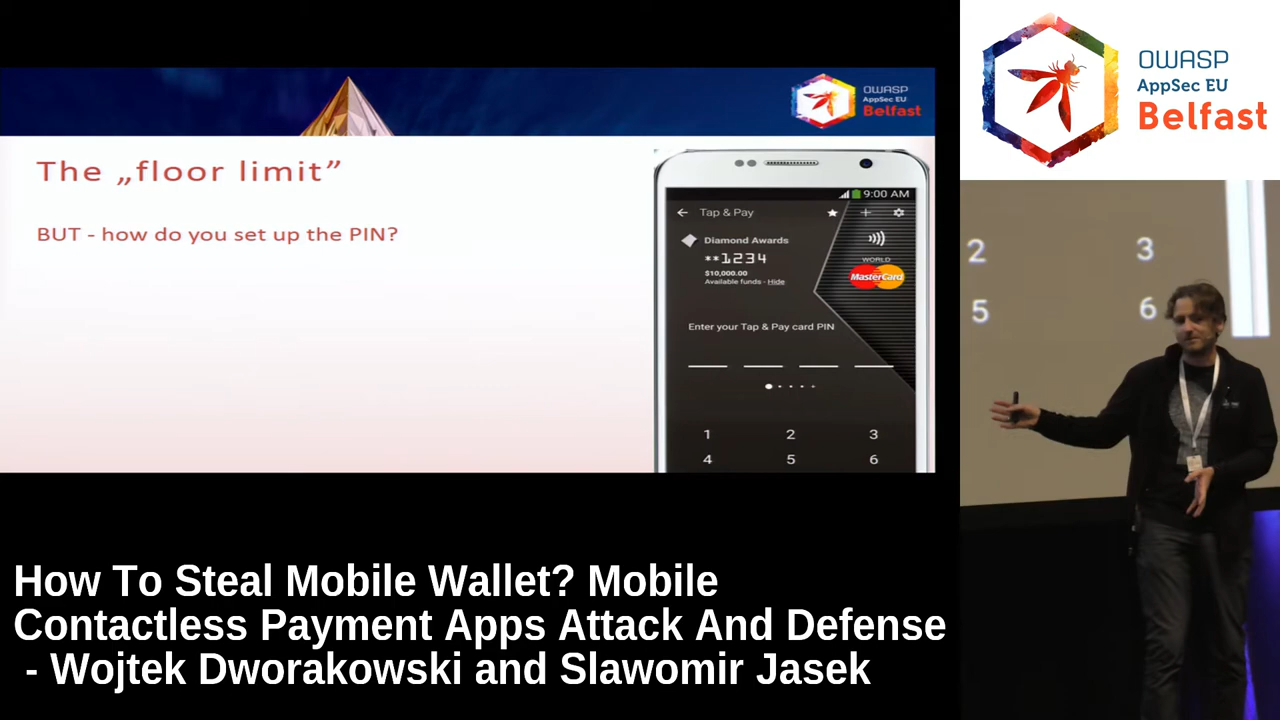 OWASP
AppSec EU
Belfast
The „floor limit”
BUT - how do you set up the PIN?
9:00 AM
Tap & Pay
Diamond Awards
**1234
$10,000.00
Available funds - Hide
WORLD
MasterCard
Enter your Tap & Pay card PIN
1 2 3
4 5 6
OWASP
AppSec EU
Belfast
2 3
5 6
How To Steal Mobile Wallet? Mobile
Contactless Payment Apps Attack And Defense
- Wojtek Dworakowski and Slawomir Jasek